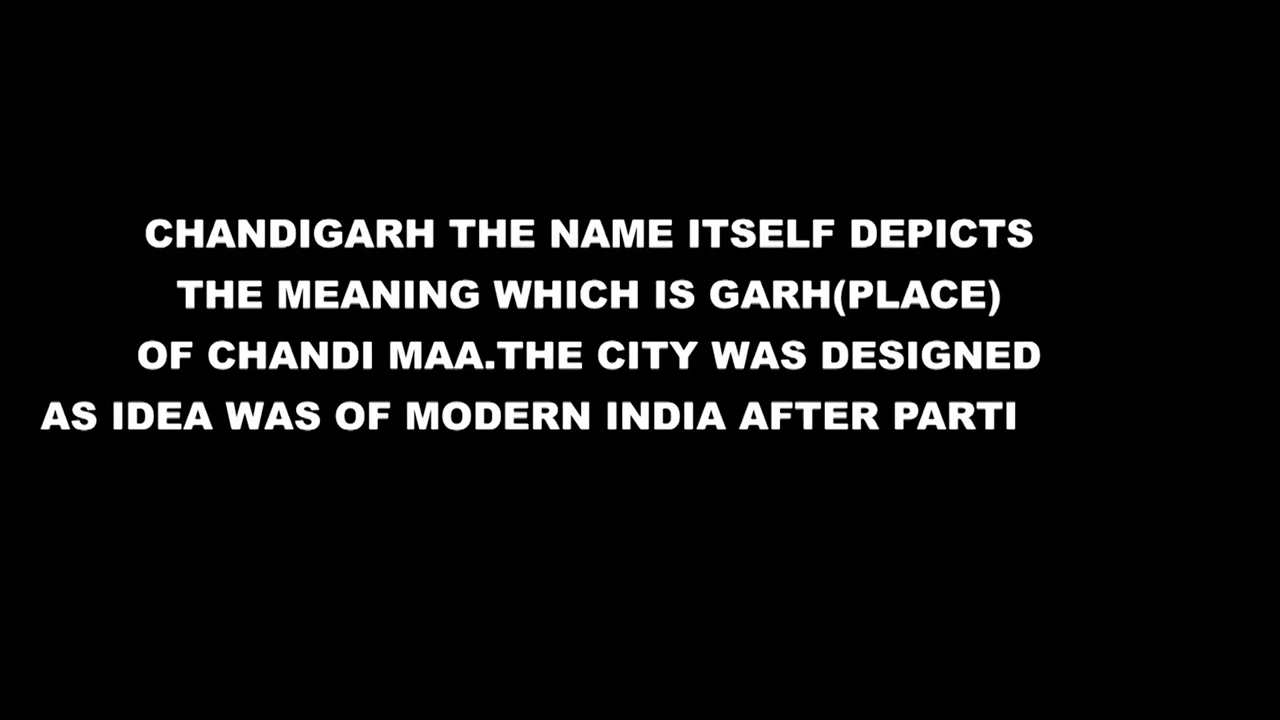 CHANDIGARH THE NAME ITSELF DEPICTS
THE MEANING WHICH IS GARH(PLACE)
OF CHANDI MAA.THE CITY WAS DESIGNED
AS IDEA WAS OF MODERN INDIA AFTER PARTI